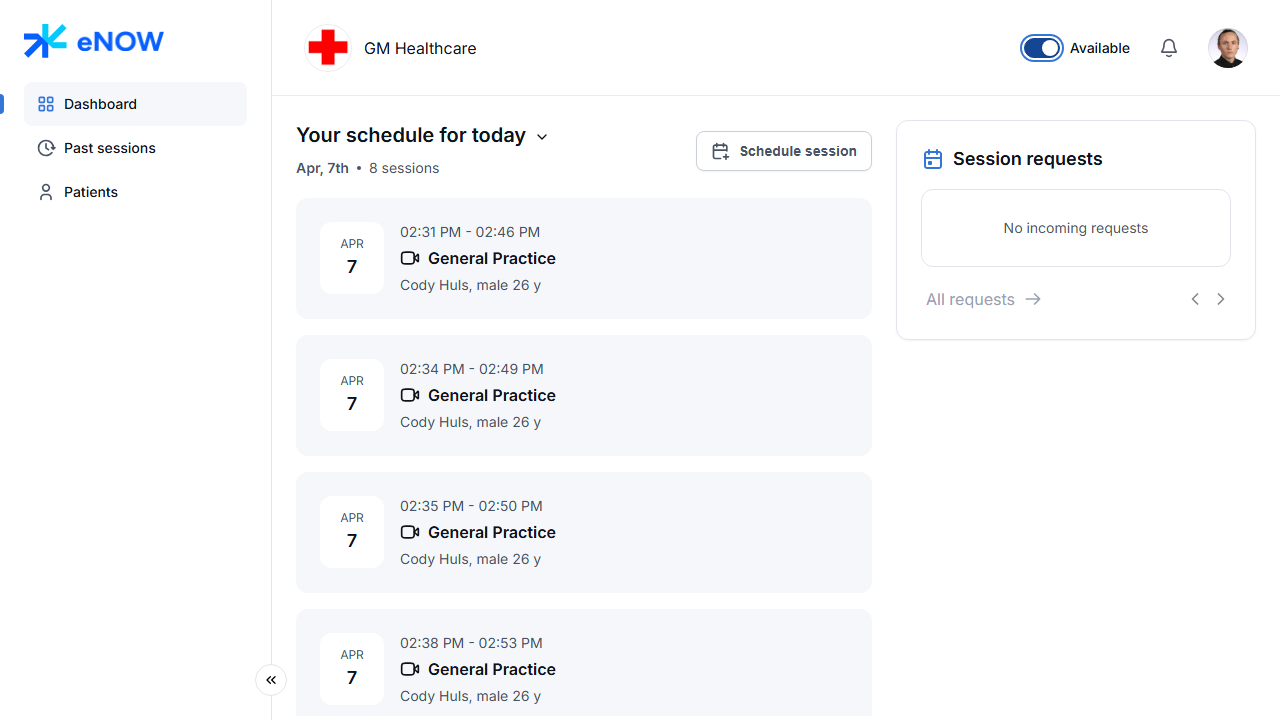 eNOW
Dashboard
Past sessions
Patients
GM Healthcare
Available
Your schedule for today
Apr, 7th • 8 sessions
Schedule session
APR
7
02:31 PM - 02:46 PM
General Practice
Cody Huls, male 26 y
APR
7
02:34 PM - 02:49 PM
General Practice
Cody Huls, male 26 y
APR
7
02:35 PM - 02:50 PM
General Practice
Cody Huls, male 26 y
APR
7
02:38 PM - 02:53 PM
General Practice
Cody Huls, male 26 y
Session requests
No incoming requests
All requests